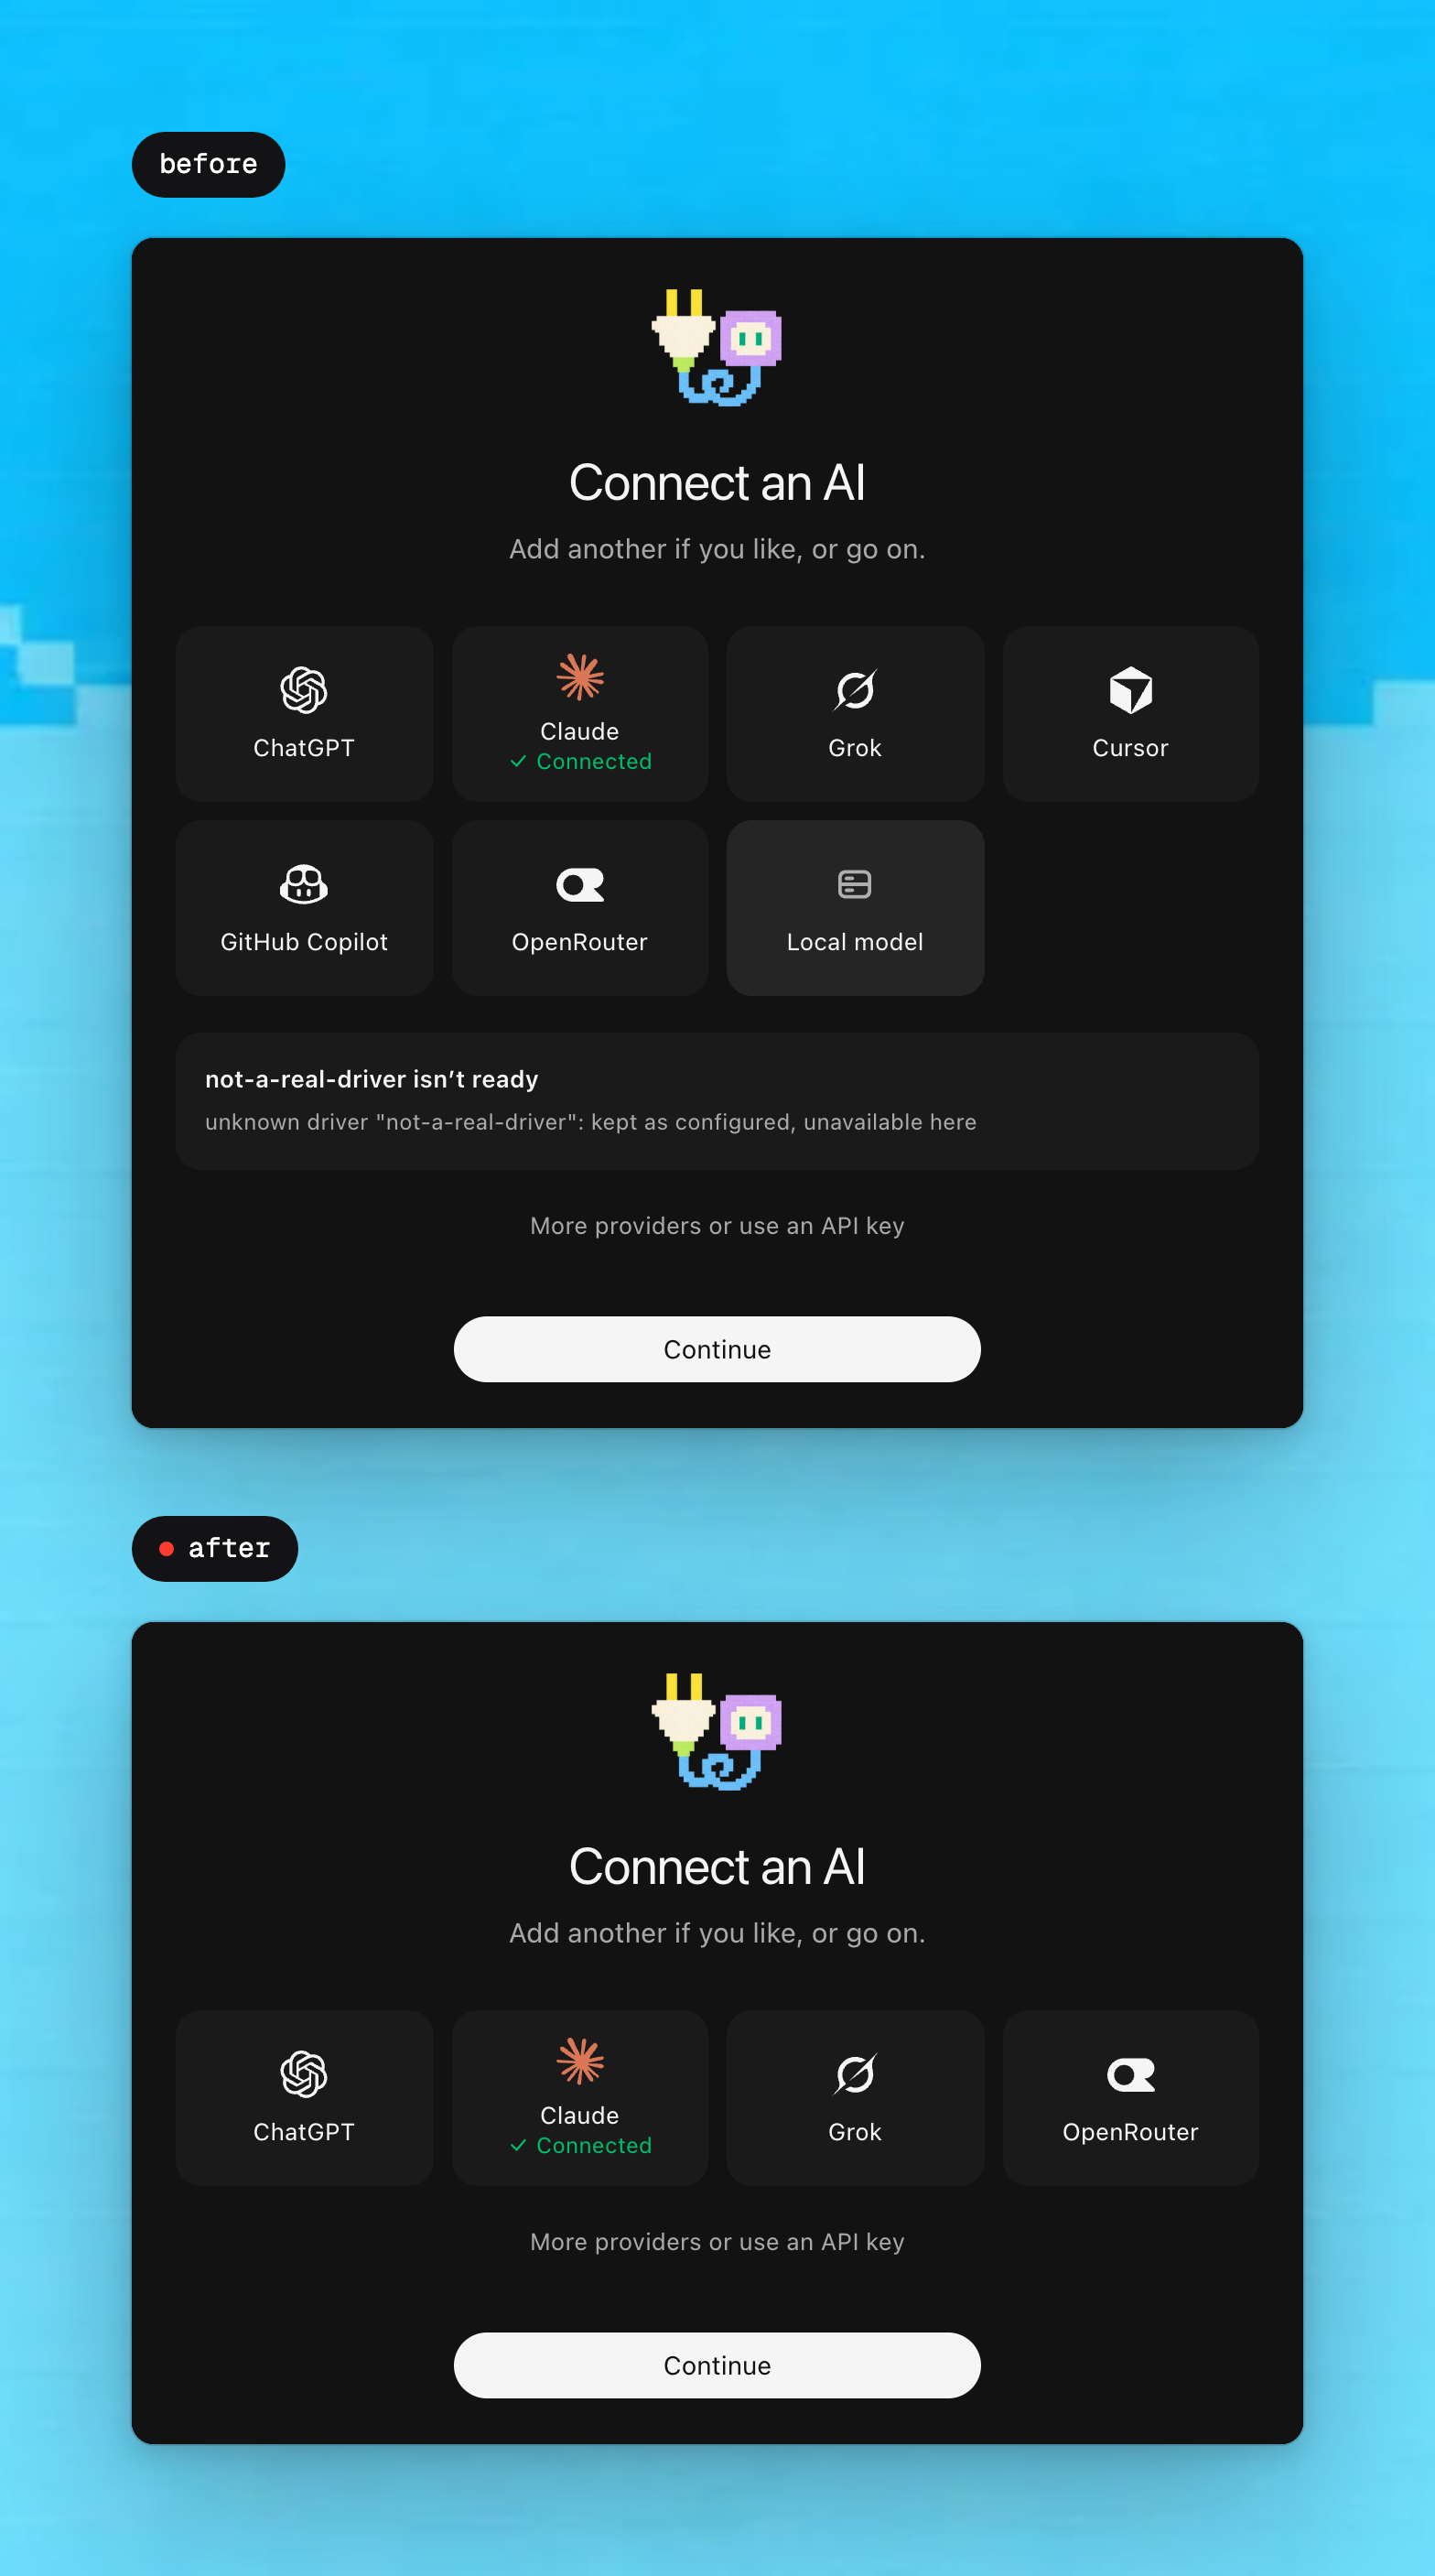 before
Connect an AI
Add another if you like, or go on.
ChatGPT
Claude
✓ Connected
Grok
Cursor
GitHub Copilot
OpenRouter
Local model
not-a-real-driver isn’t ready
unknown driver "not-a-real-driver": kept as configured, unavailable here
More providers or use an API key
Continue
after
Connect an AI
Add another if you like, or go on.
ChatGPT
Claude
✓ Connected
Grok
OpenRouter
More providers or use an API key
Continue